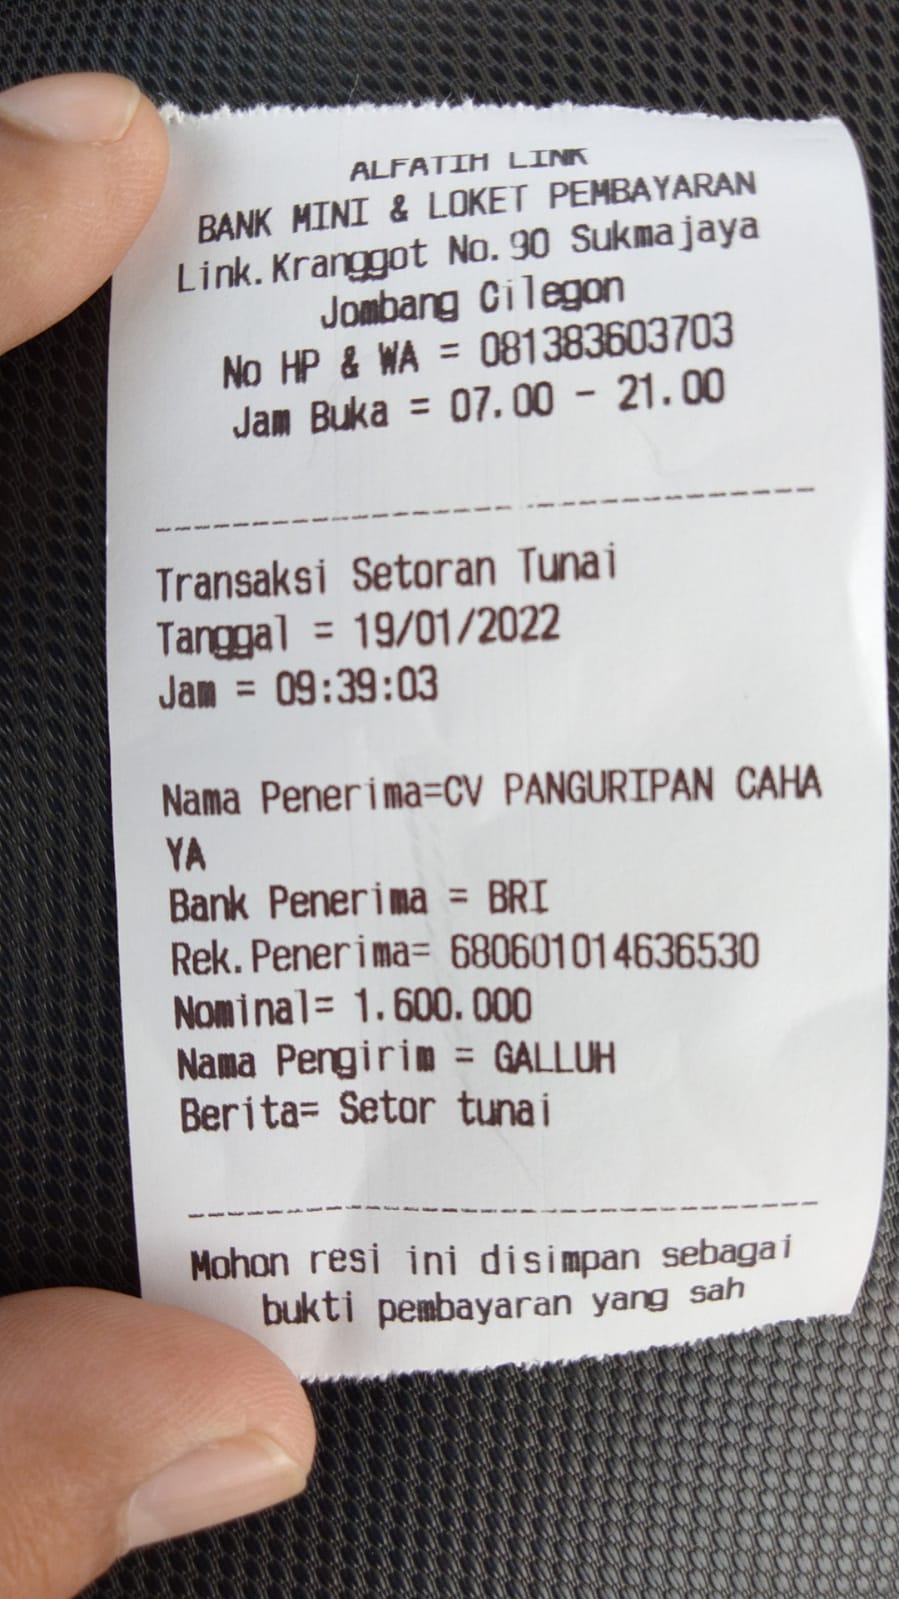 ALFATIH LINK
BANK MINI & LOKET PEMBAYARAN
Link.Kranggot No.90 Sukmajaya
Jombang Cilegon
No HP & WA = 081383603703
Jam Buka = 07.00 - 21.00
--------------------------------
Transaksi Setoran Tunai
Tanggal = 19/01/2022
Jam = 09:39:03
Nama Penerima=CV PANGURIPAN CAHA
YA
Bank Penerima = BRI
Rek.Penerima= 680601014636530
Nominal= 1.600.000
Nama Pengirim = GALLUH
Berita= Setor tunai
--------------------------------
Mohon resi ini disimpan sebagai
bukti pembayaran yang sah